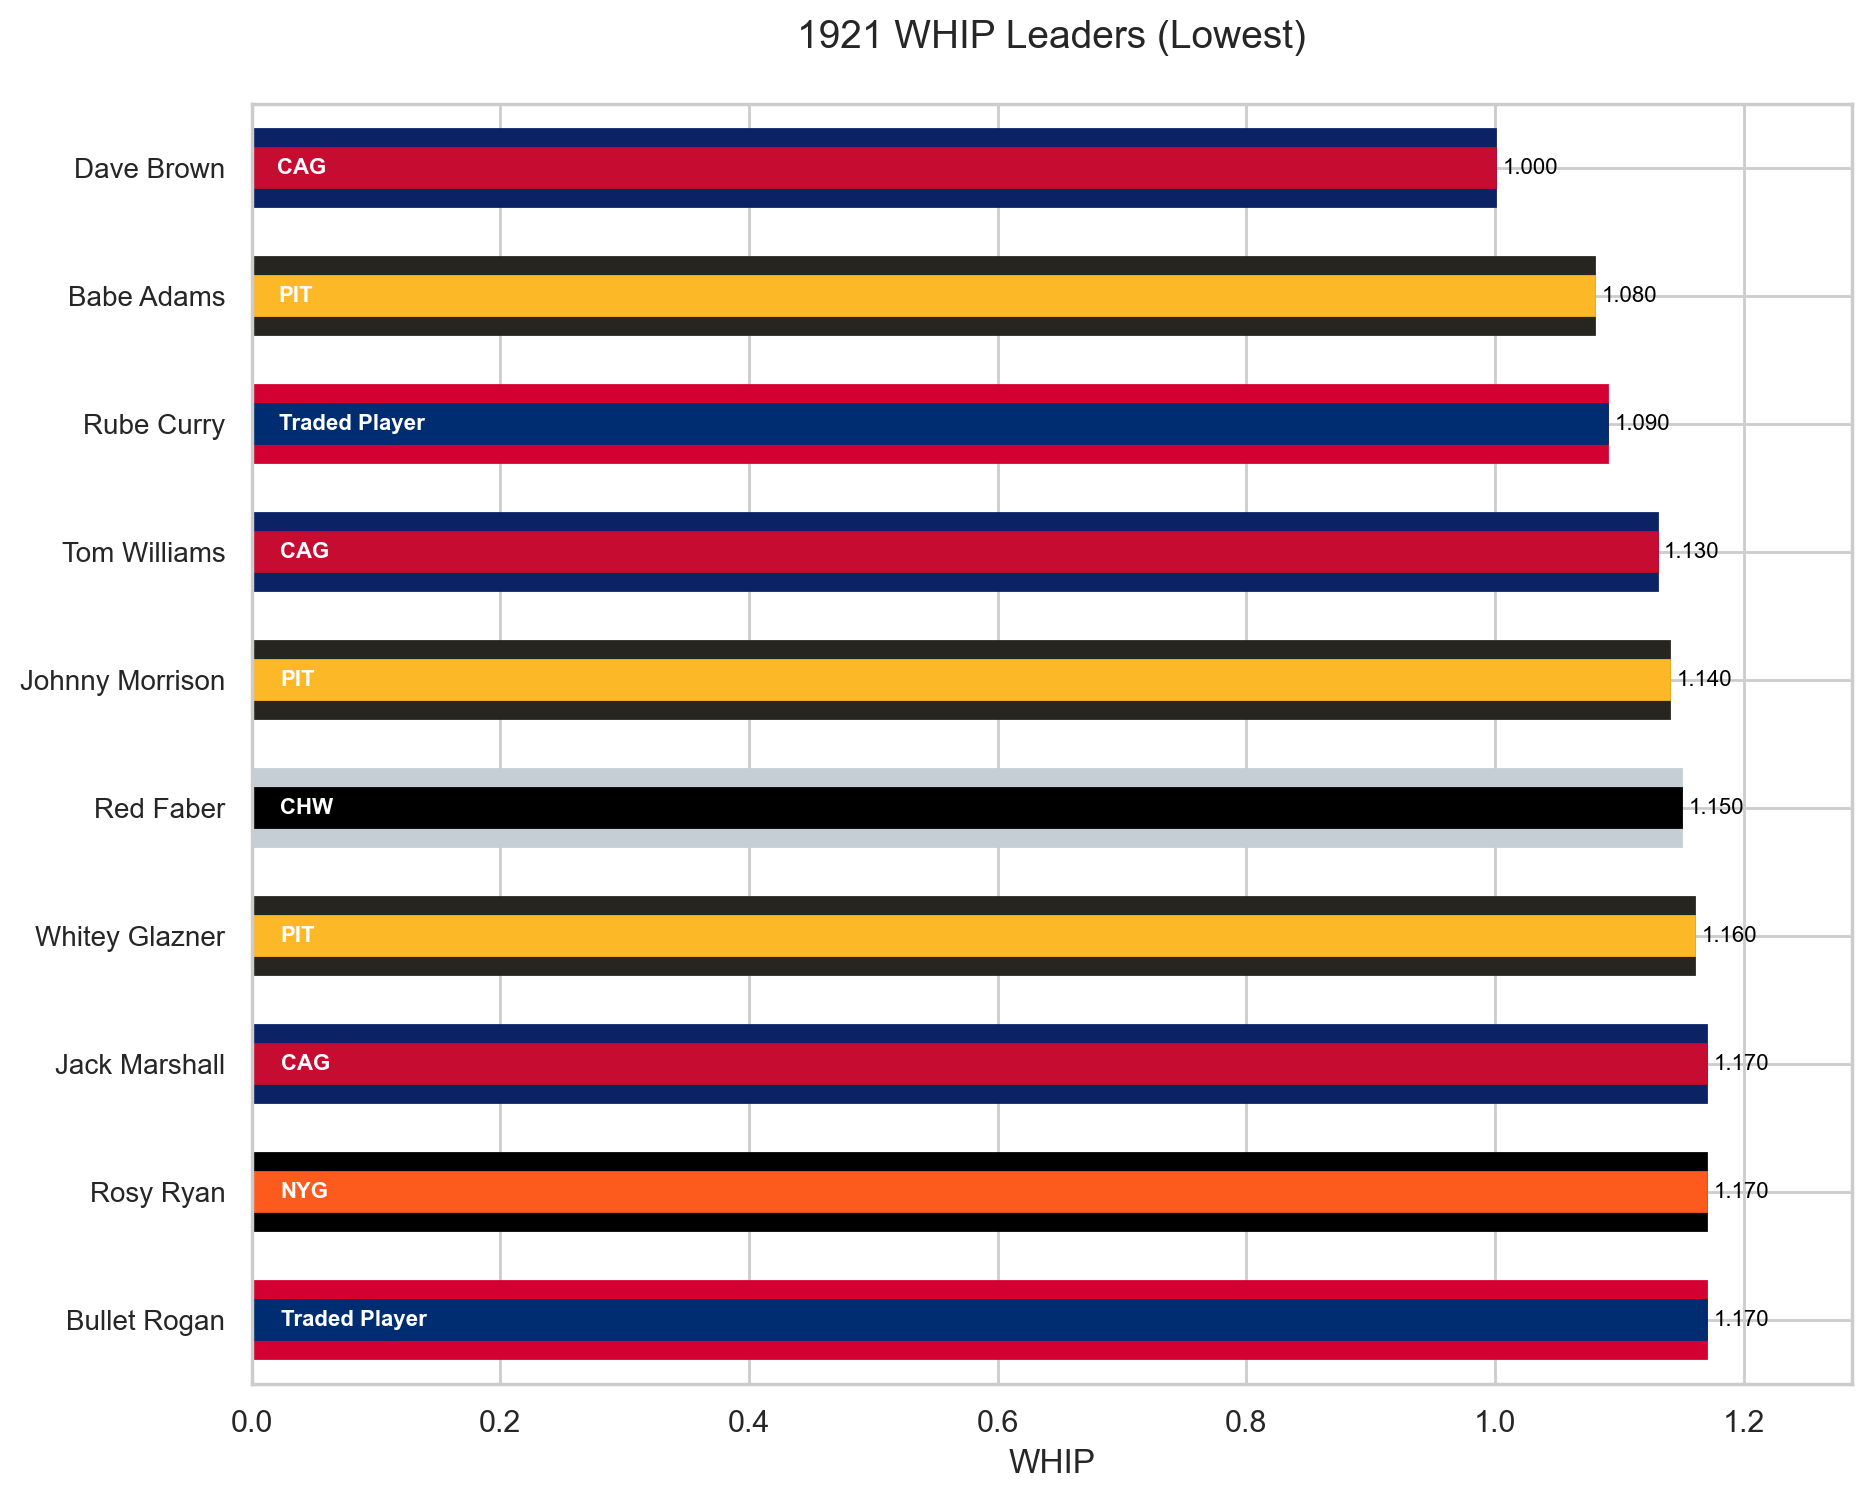 1921 WHIP Leaders (Lowest)
Dave Brown CAG 1.000
Babe Adams PIT 1.080
Rube Curry Traded Player 1.090
Tom Williams CAG 1.130
Johnny Morrison PIT 1.140
Red Faber CHW 1.150
Whitey Glazner PIT 1.160
Jack Marshall CAG 1.170
Rosy Ryan NYG 1.170
Bullet Rogan Traded Player 1.170
0.0 0.2 0.4 0.6 0.8 1.0 1.2
WHIP